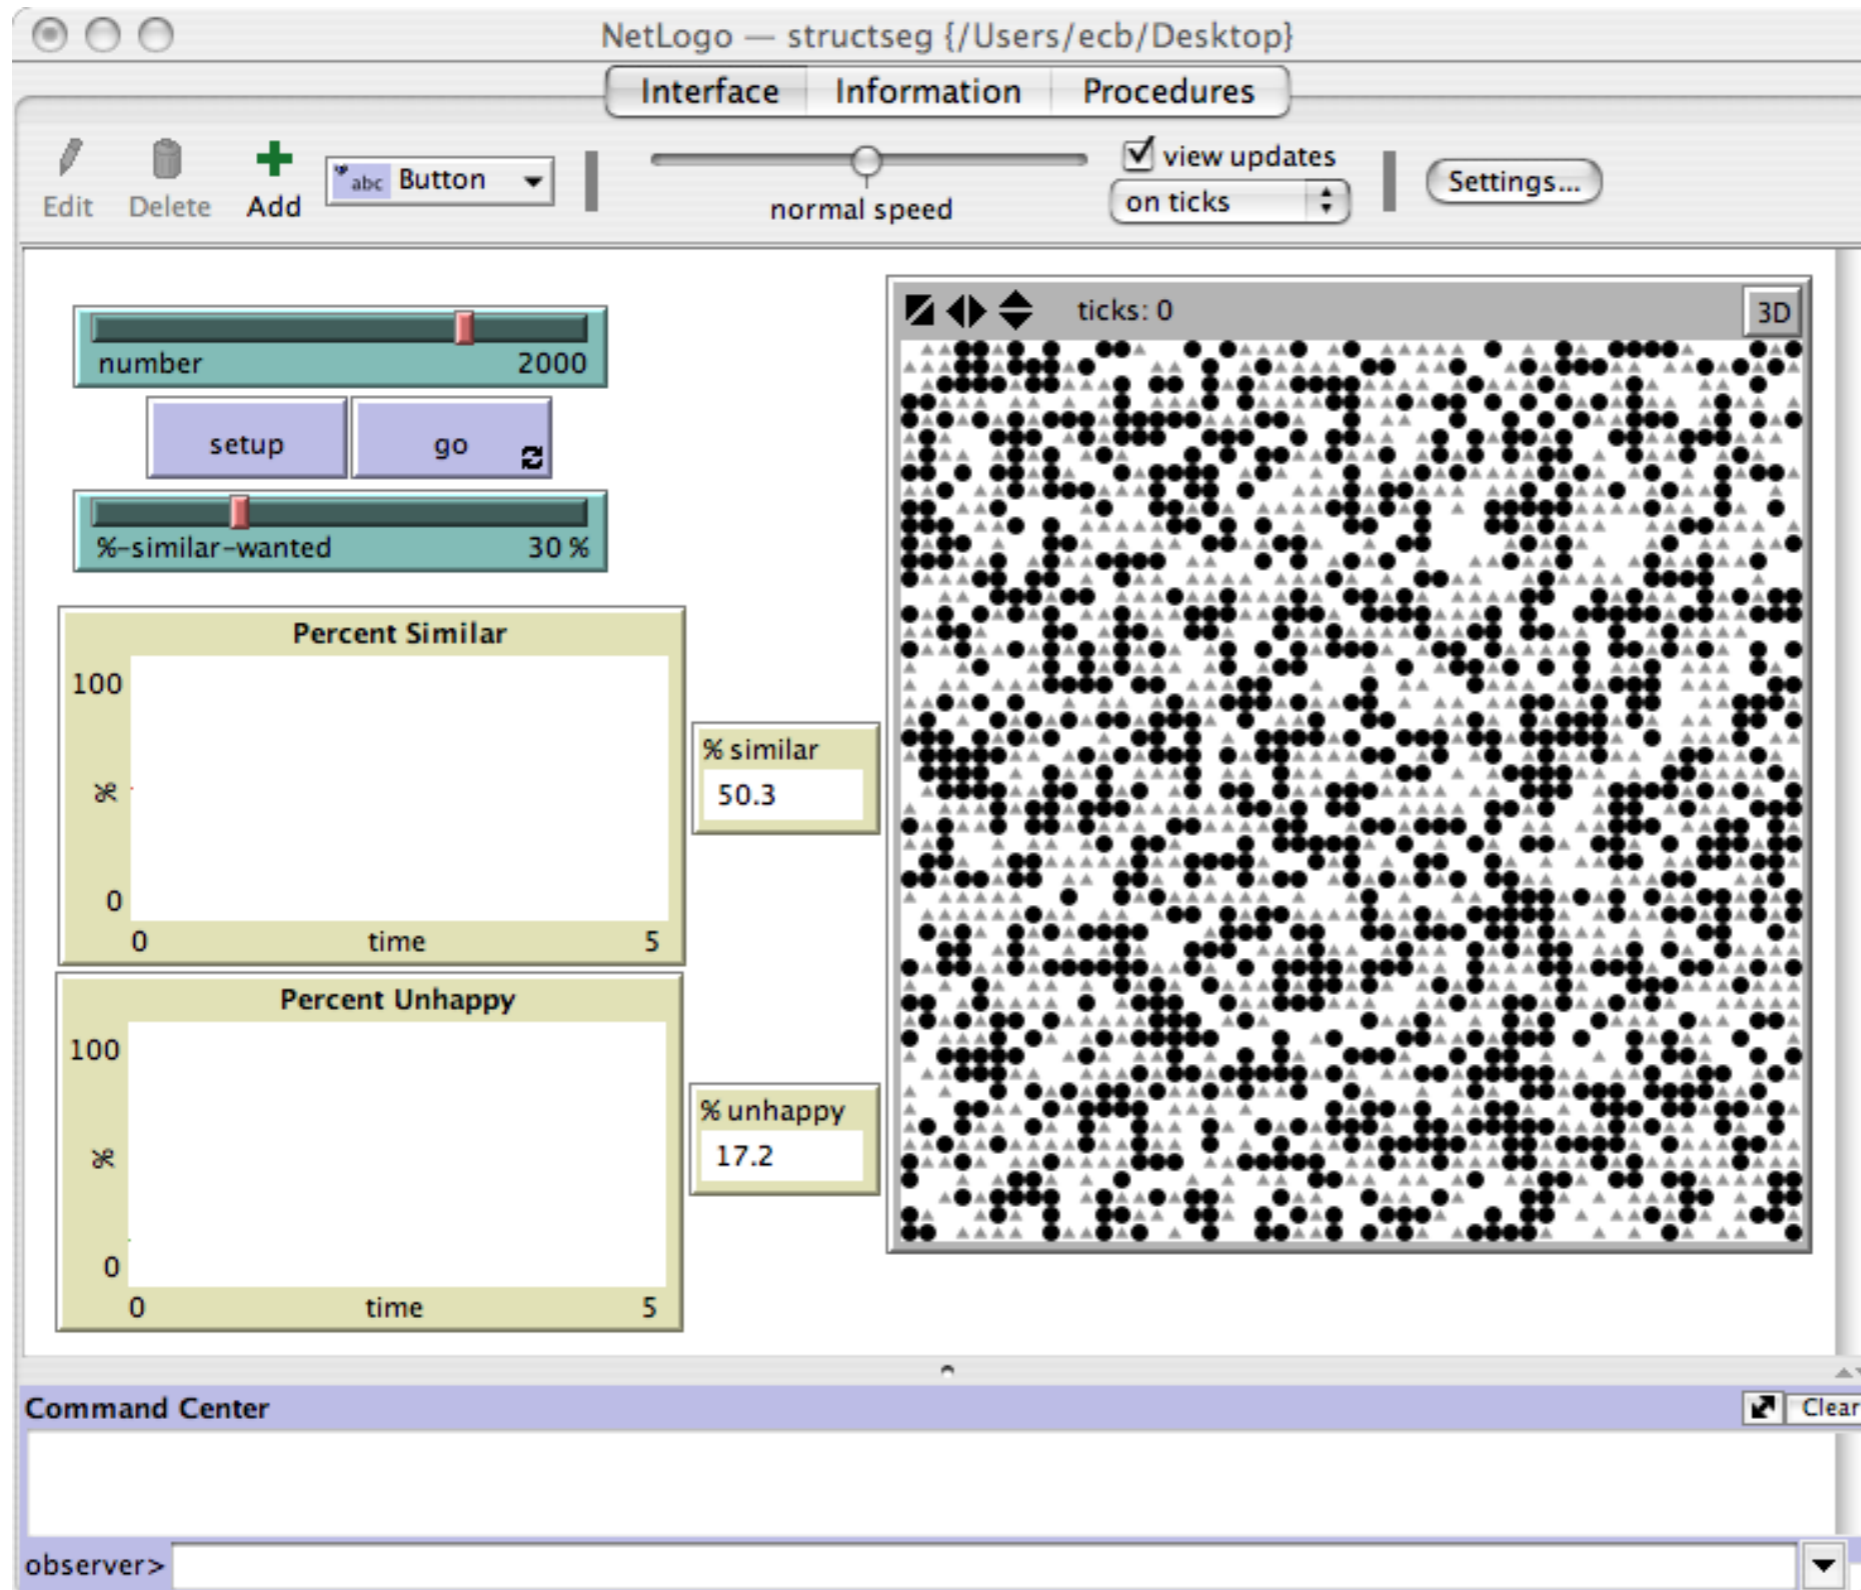 NetLogo — structseg {/Users/ecb/Desktop}
Interface Information Procedures
Edit Delete Add
abc Button
normal speed
view updates
on ticks
Settings...
number 2000
setup go
%-similar-wanted 30 %
ticks: 0 3D
Percent Similar
100
%
0
0 time 5
% similar
50.3
Percent Unhappy
100
%
0
0 time 5
% unhappy
17.2
Command Center Clear
observer>